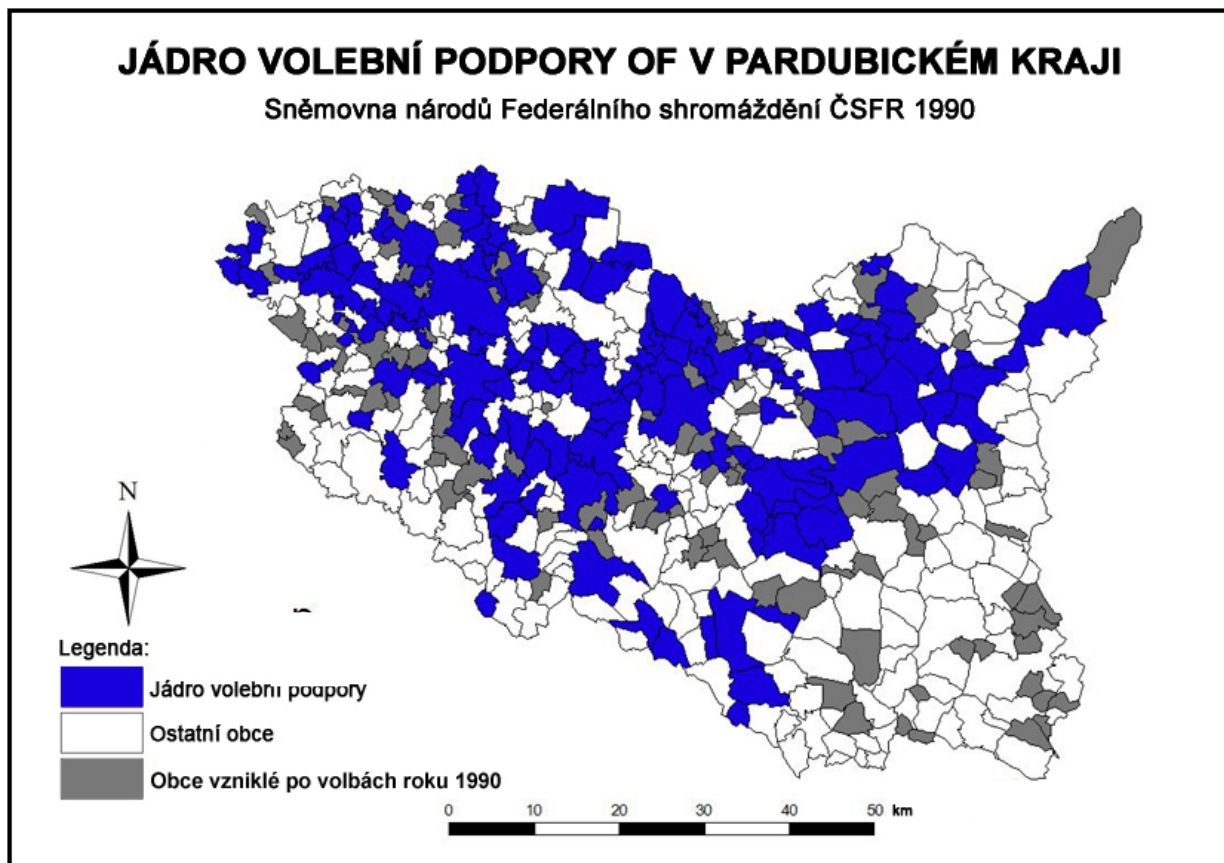 JÁDRO VOLEBNÍ PODPORY OF V PARDUBICKÉM KRAJI
Sněmovna národů Federálního shromáždění ČSFR 1990
N
Legenda:
Jádro volební podpory
Ostatní obce
Obce vzniklé po volbách roku 1990
0 10 20 30 40 50 km